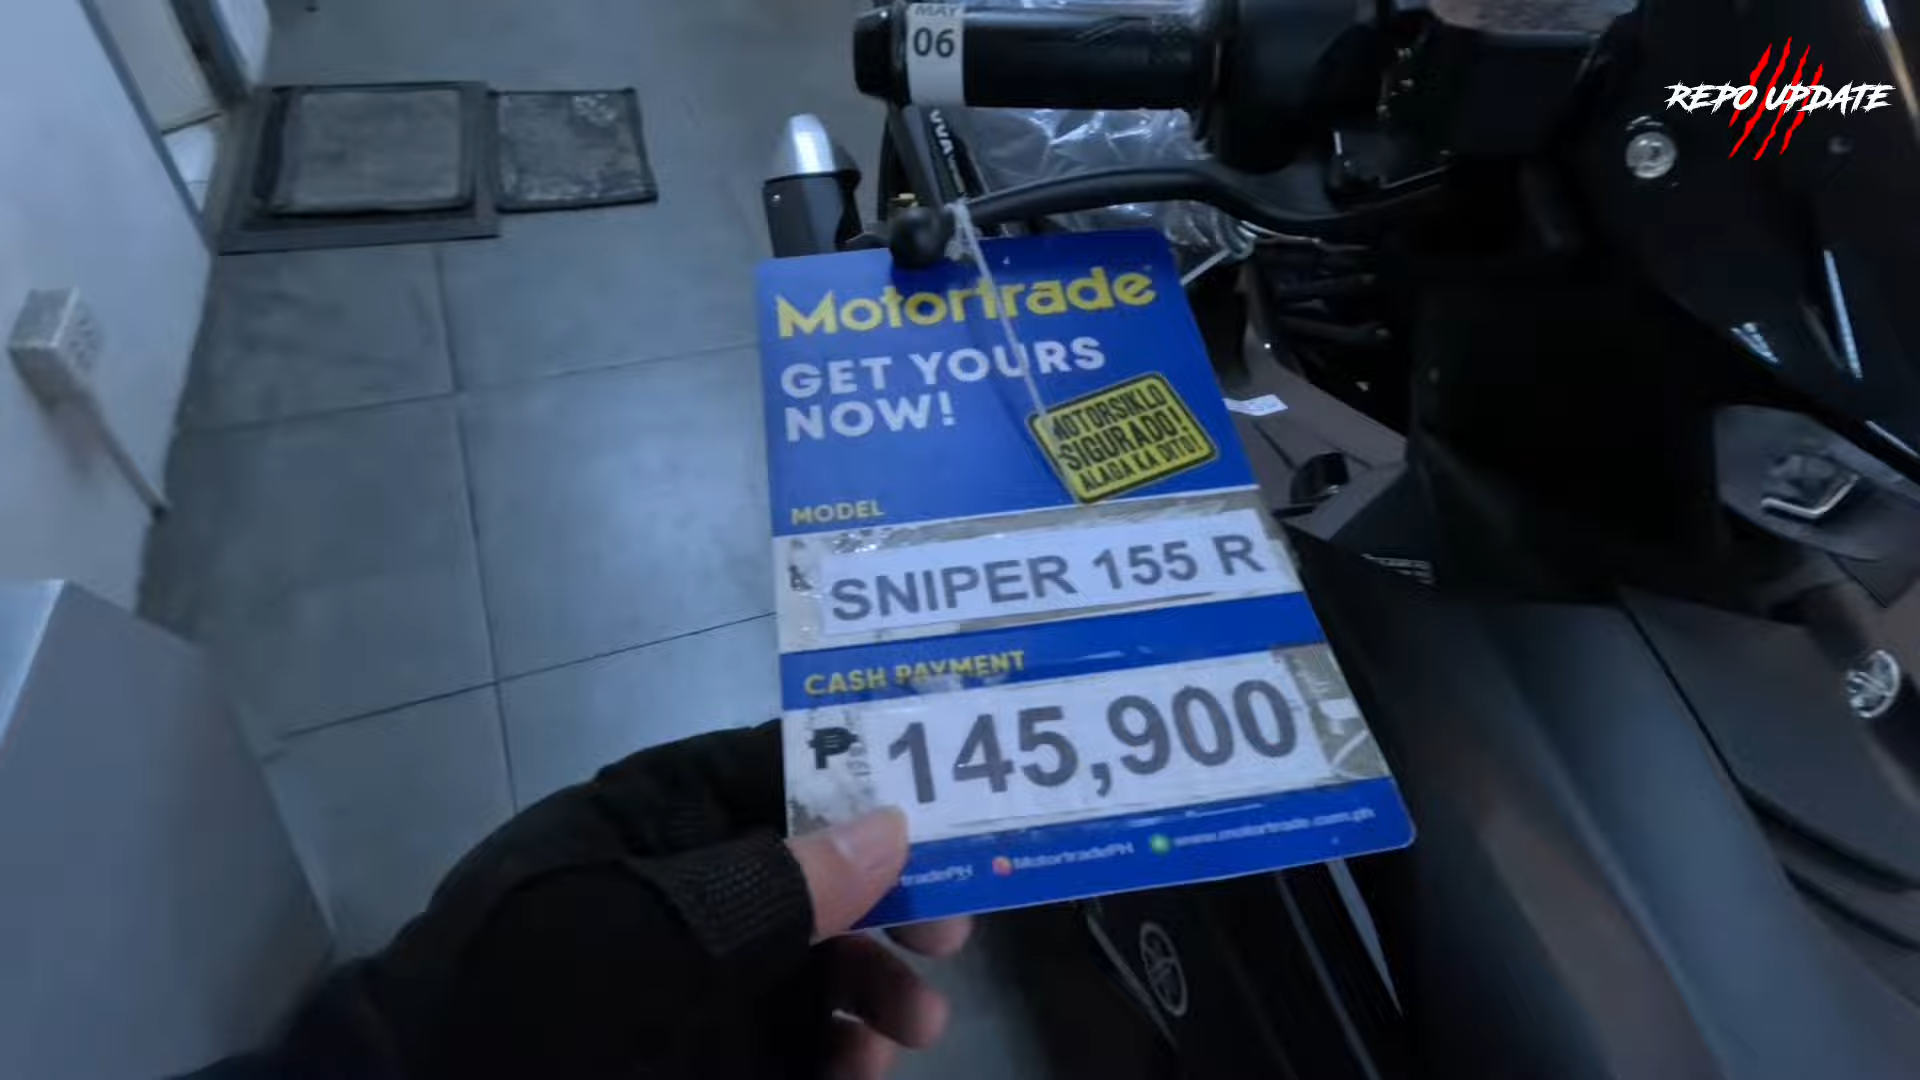 MAY
06
REPO UPDATE
Motortrade
GET YOURS
NOW!
MOTORSIKLO
SIGURADO!
ALAGA KA DITO!
MODEL
SNIPER 155 R
CASH PAYMENT
₱ 145,900
tradePH MotortradePH www.motortrade.com.ph